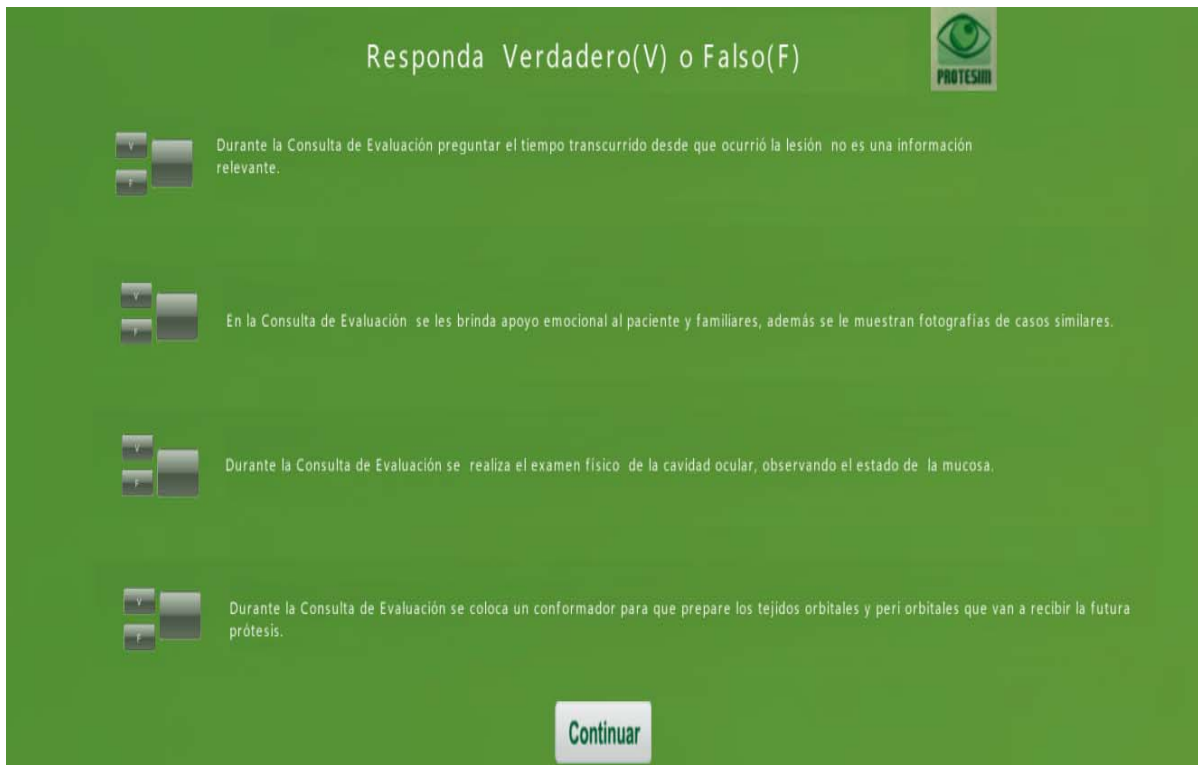 Responda Verdadero(V) o Falso(F)
PROTESIM
V
F
Durante la Consulta de Evaluación preguntar el tiempo transcurrido desde que ocurrió la lesión no es una información
relevante.
V
F
En la Consulta de Evaluación se les brinda apoyo emocional al paciente y familiares, además se le muestran fotografías de casos similares.
V
F
Durante la Consulta de Evaluación se realiza el examen físico de la cavidad ocular, observando el estado de la mucosa.
V
F
Durante la Consulta de Evaluación se coloca un conformador para que prepare los tejidos orbitales y peri orbitales que van a recibir la futura
prótesis.
Continuar